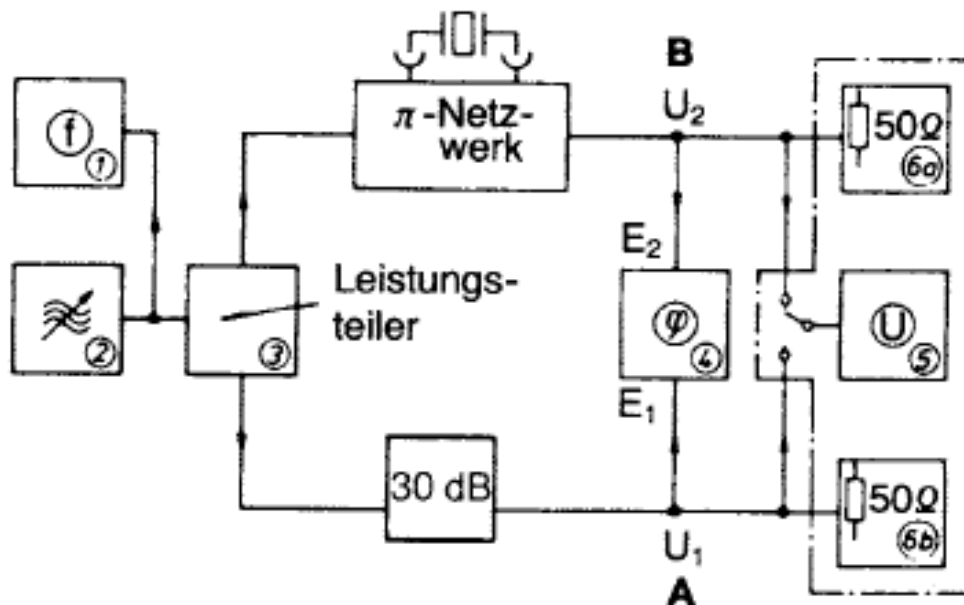 B
U₂
π-Netz-
werk
f
1
50Ω
6a
E₂
2
3
Leistungs-
teiler
φ
4
U
5
E₁
30 dB
50Ω
6b
U₁
A